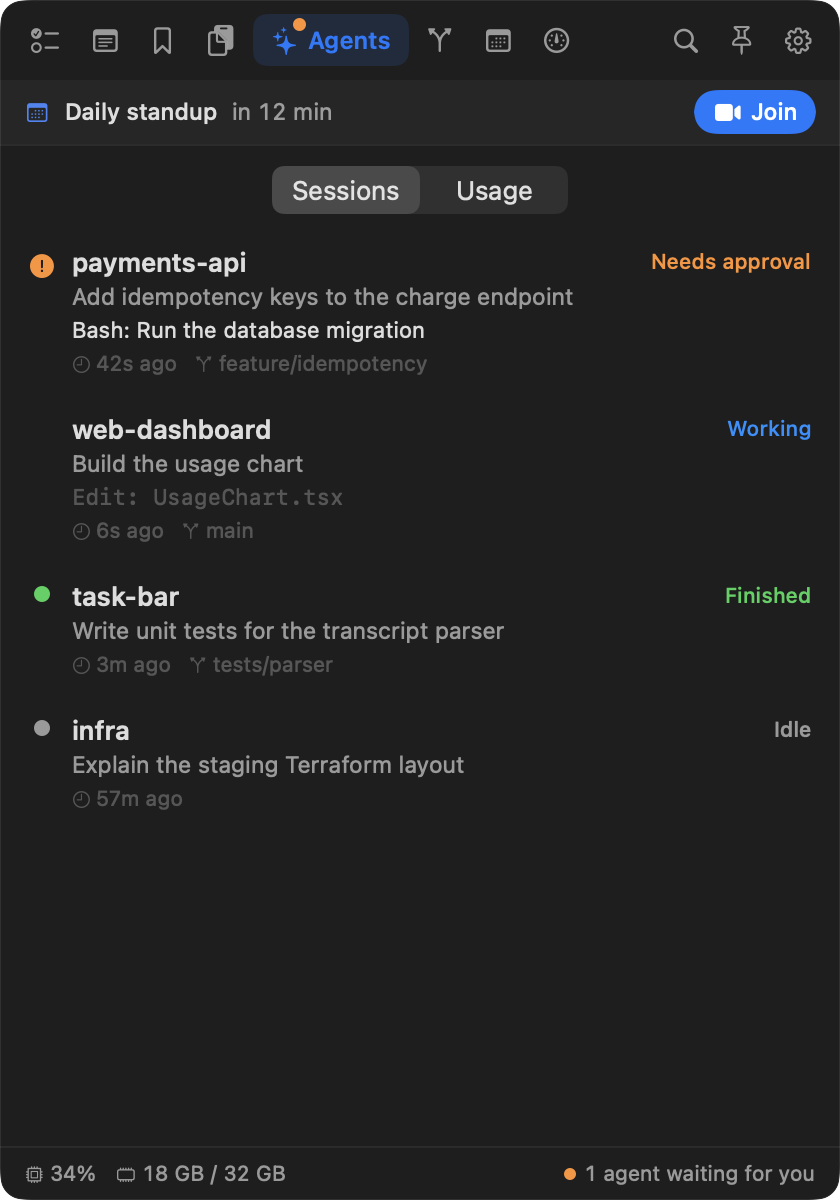 Agents
Daily standup in 12 min
Join
Sessions Usage
payments-api Needs approval
Add idempotency keys to the charge endpoint
Bash: Run the database migration
42s ago feature/idempotency
web-dashboard Working
Build the usage chart
Edit: UsageChart.tsx
6s ago main
task-bar Finished
Write unit tests for the transcript parser
3m ago tests/parser
infra Idle
Explain the staging Terraform layout
57m ago
34% 18 GB / 32 GB 1 agent waiting for you